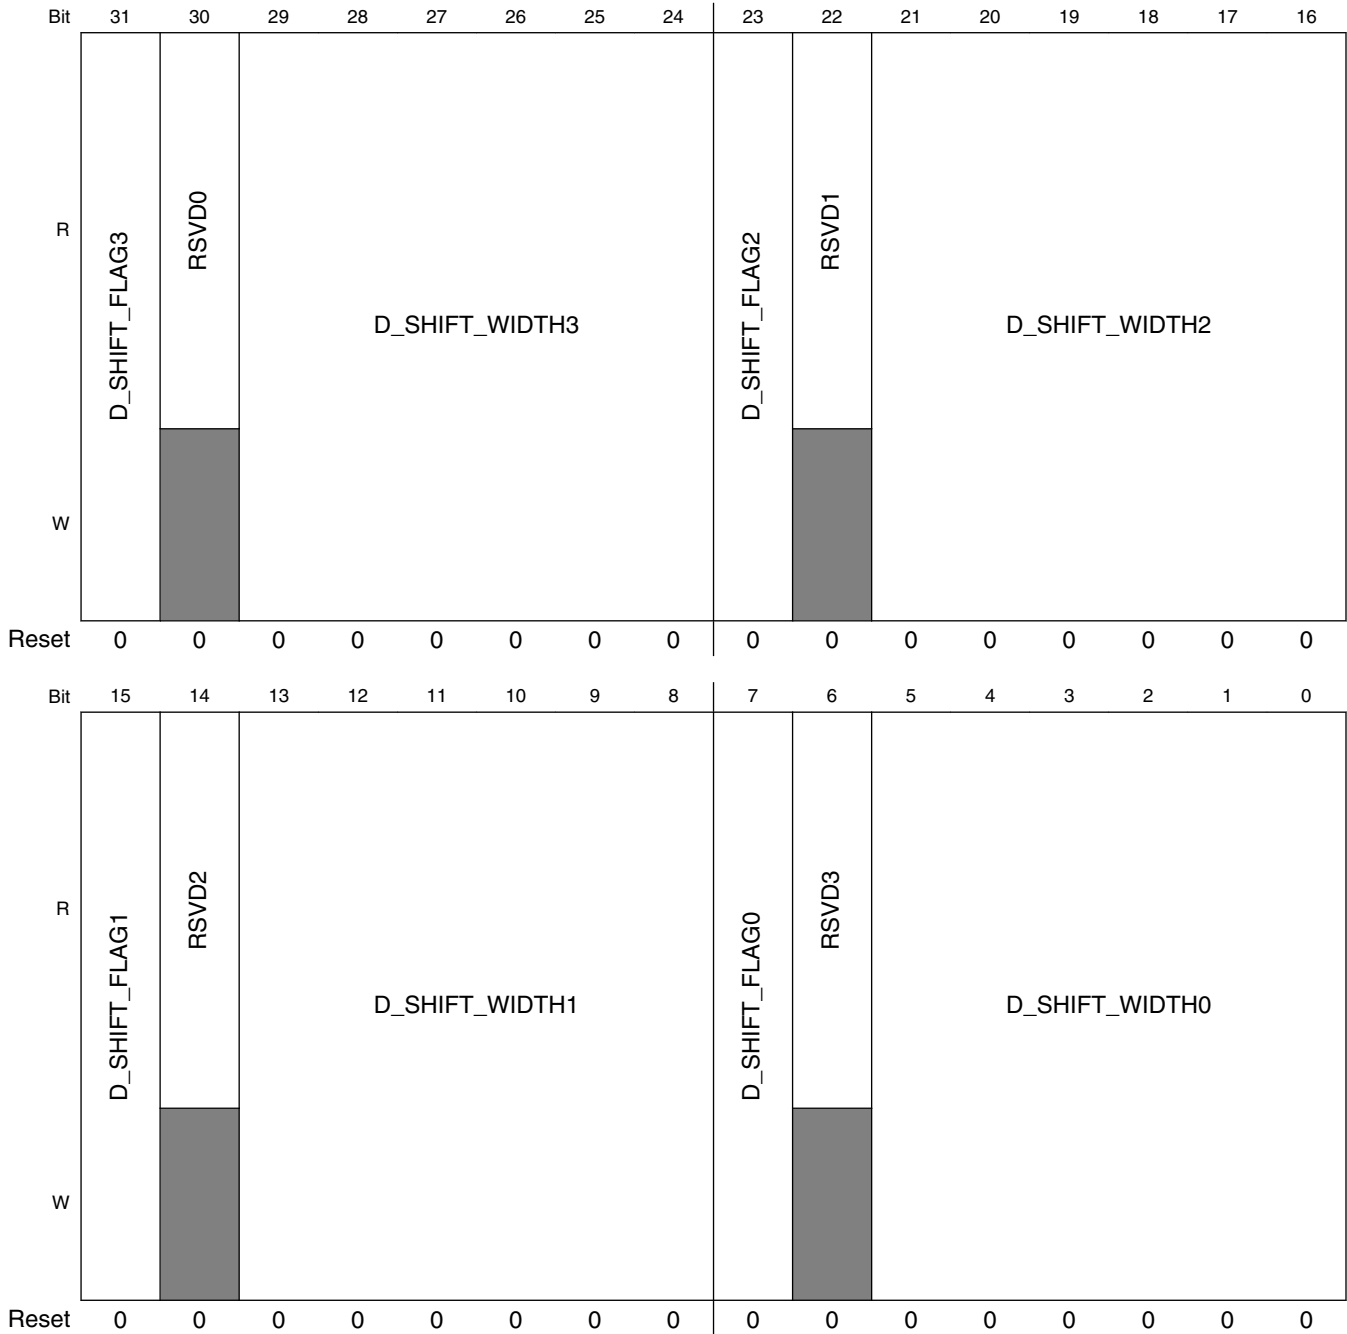 Bit 31 30 29 28 27 26 25 24 23 22 21 20 19 18 17 16
R
D_SHIFT_FLAG3
RSVD0
D_SHIFT_WIDTH3
D_SHIFT_FLAG2
RSVD1
D_SHIFT_WIDTH2
W
Reset 0 0 0 0 0 0 0 0 0 0 0 0 0 0 0 0
Bit 15 14 13 12 11 10 9 8 7 6 5 4 3 2 1 0
R
D_SHIFT_FLAG1
RSVD2
D_SHIFT_WIDTH1
D_SHIFT_FLAG0
RSVD3
D_SHIFT_WIDTH0
W
Reset 0 0 0 0 0 0 0 0 0 0 0 0 0 0 0 0